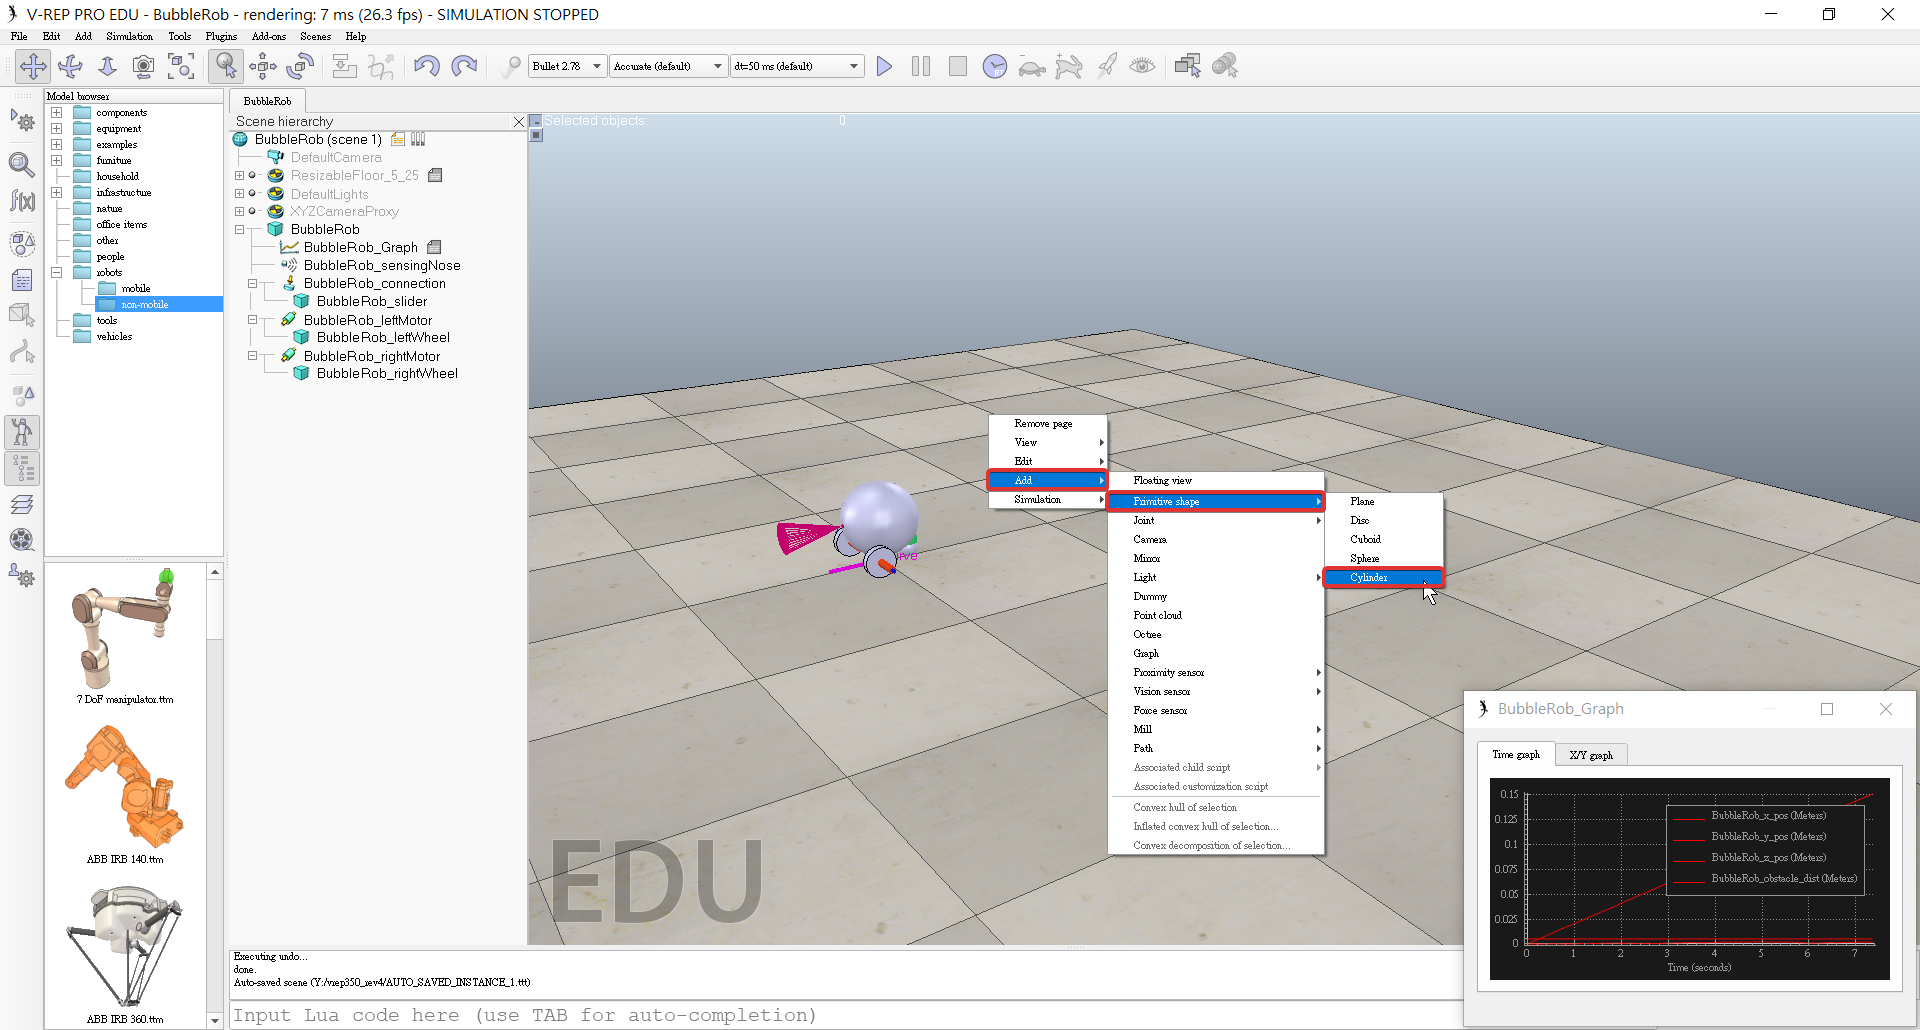 V-REP PRO EDU - BubbleRob - rendering: 7 ms (26.3 fps) - SIMULATION STOPPED
File Edit Add Simulation Tools Plugins Add-ons Scenes Help
Bullet 2.78 Accurate (default) dt=50 ms (default)
Model browser
components
equipment
examples
furniture
household
infrastructure
nature
office items
other
people
robots
mobile
non-mobile
tools
vehicles
7 DoF manipulator.ttm
ABB IRB 140.ttm
ABB IRB 360.ttm
f(x)
BubbleRob
Scene hierarchy
BubbleRob (scene 1)
DefaultCamera
ResizableFloor_5_25
DefaultLights
XYZCameraProxy
BubbleRob
BubbleRob_Graph
BubbleRob_sensingNose
BubbleRob_connection
BubbleRob_slider
BubbleRob_leftMotor
BubbleRob_leftWheel
BubbleRob_rightMotor
BubbleRob_rightWheel
Selected objects: 0
Remove page
View
Edit
Add
Simulation
Floating view
Primitive shape
Joint
Camera
Mirror
Light
Dummy
Point cloud
Octree
Graph
Proximity sensor
Vision sensor
Force sensor
Mill
Path
Associated child script
Associated customization script
Convex hull of selection
Inflated convex hull of selection...
Convex decomposition of selection...
Plane
Disc
Cuboid
Sphere
Cylinder
EDU
BubbleRob_Graph
Time graph X/Y graph
0.15
0.125
0.1
0.075
0.05
0.025
0
BubbleRob_x_pos (Meters)
BubbleRob_y_pos (Meters)
BubbleRob_z_pos (Meters)
BubbleRob_obstacle_dist (Meters)
0 1 2 3 4 5 6 7
Time (seconds)
Executing undo...
done.
Auto-saved scene (Y:/vrep350_rev4/AUTO_SAVED_INSTANCE_1.ttt)
Input Lua code here (use TAB for auto-completion)